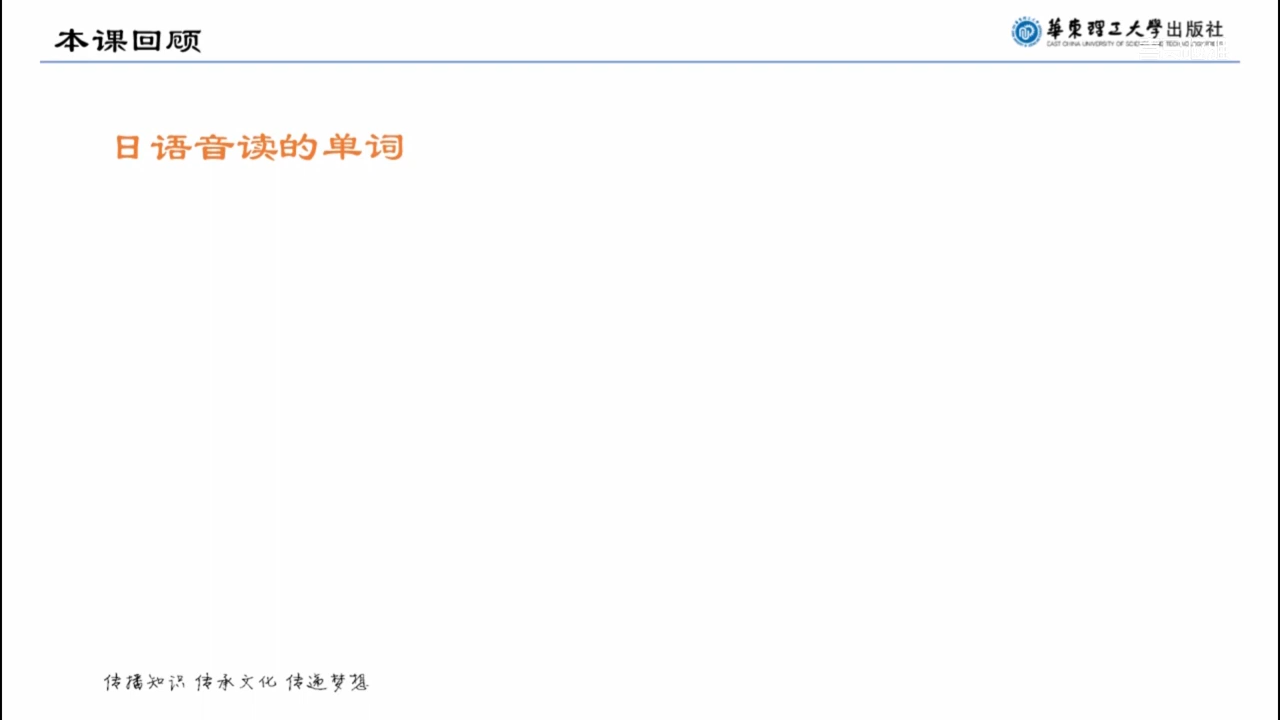 本课回顾
華東理工大學出版社
日语音读的单词
传播知识 传承文化 传递梦想